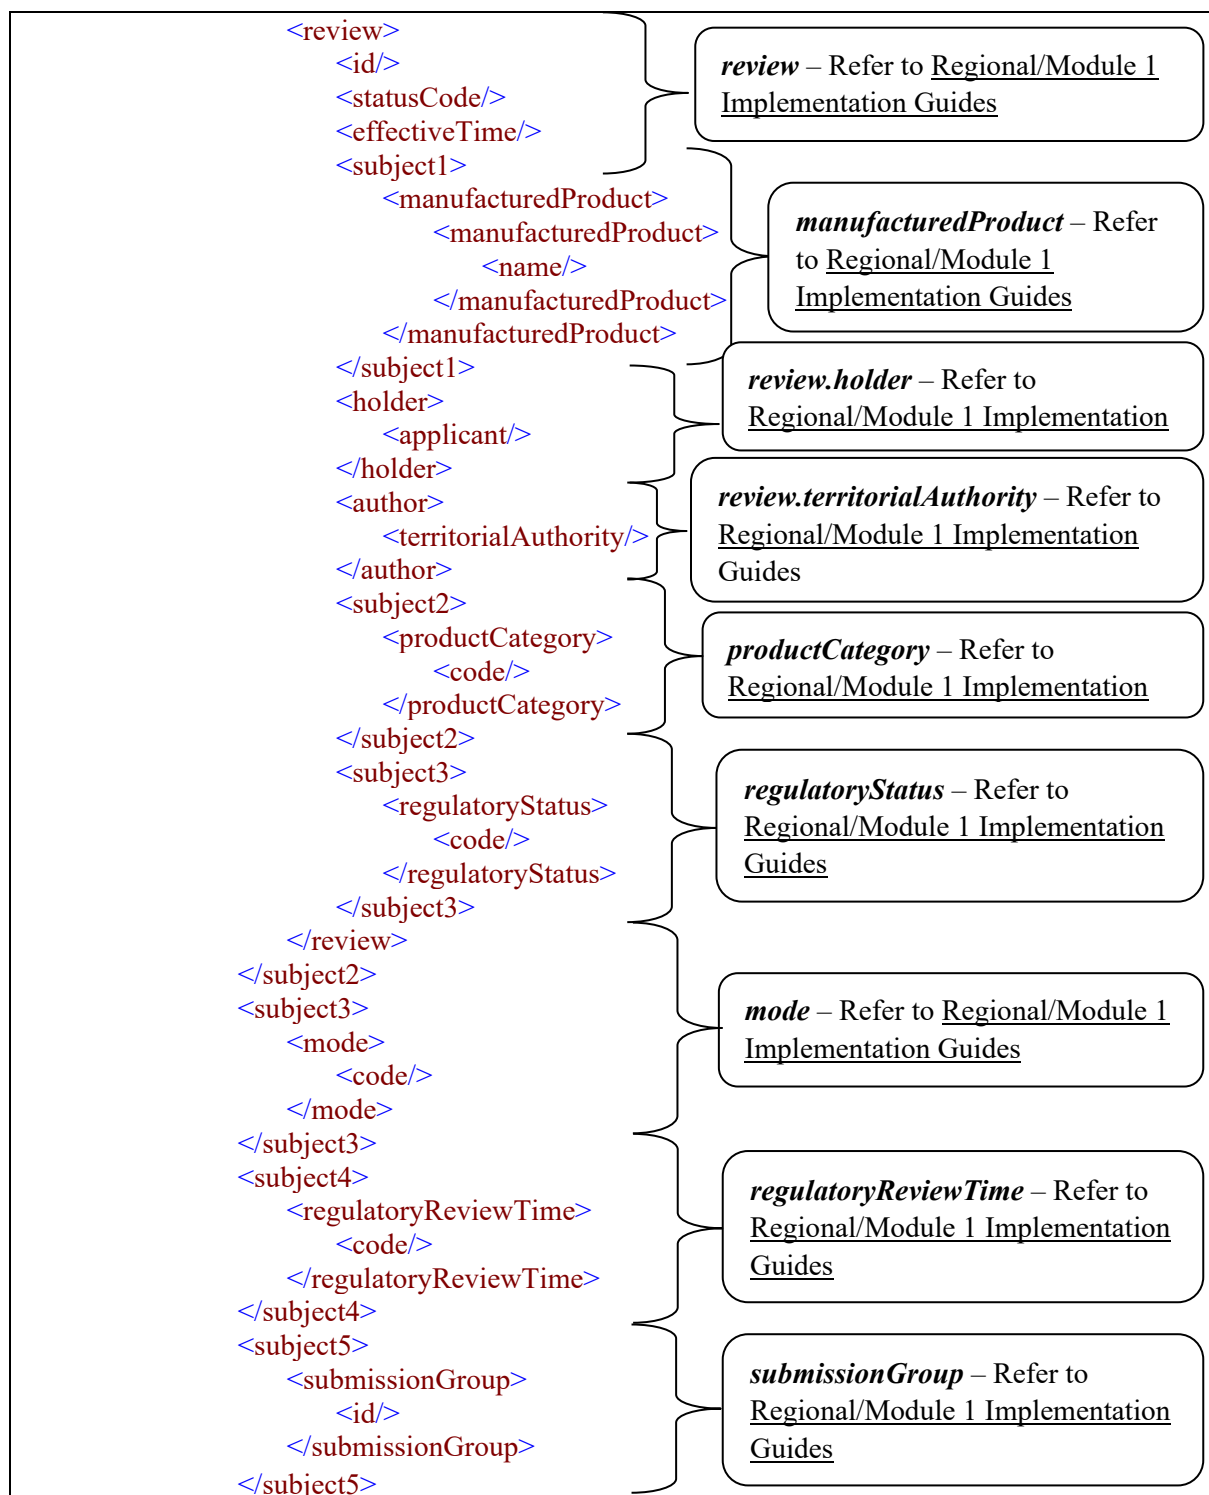 <review>
<id/>
<statusCode/>
<effectiveTime/>
<subject1>
<manufacturedProduct>
<manufacturedProduct>
<name/>
</manufacturedProduct>
</manufacturedProduct>
</subject1>
<holder>
<applicant/>
</holder>
<author>
<territorialAuthority/>
</author>
<subject2>
<productCategory>
<code/>
</productCategory>
</subject2>
<subject3>
<regulatoryStatus>
<code/>
</regulatoryStatus>
</subject3>
</review>
</subject2>
<subject3>
<mode>
<code/>
</mode>
</subject3>
<subject4>
<regulatoryReviewTime>
<code/>
</regulatoryReviewTime>
</subject4>
<subject5>
<submissionGroup>
<id/>
</submissionGroup>
</subject5>
review – Refer to Regional/Module 1
Implementation Guides
manufacturedProduct – Refer
to Regional/Module 1
Implementation Guides
review.holder – Refer to
Regional/Module 1 Implementation
review.territorialAuthority – Refer to
Regional/Module 1 Implementation
Guides
productCategory – Refer to
Regional/Module 1 Implementation
regulatoryStatus – Refer to
Regional/Module 1 Implementation
Guides
mode – Refer to Regional/Module 1
Implementation Guides
regulatoryReviewTime – Refer to
Regional/Module 1 Implementation
Guides
submissionGroup – Refer to
Regional/Module 1 Implementation
Guides